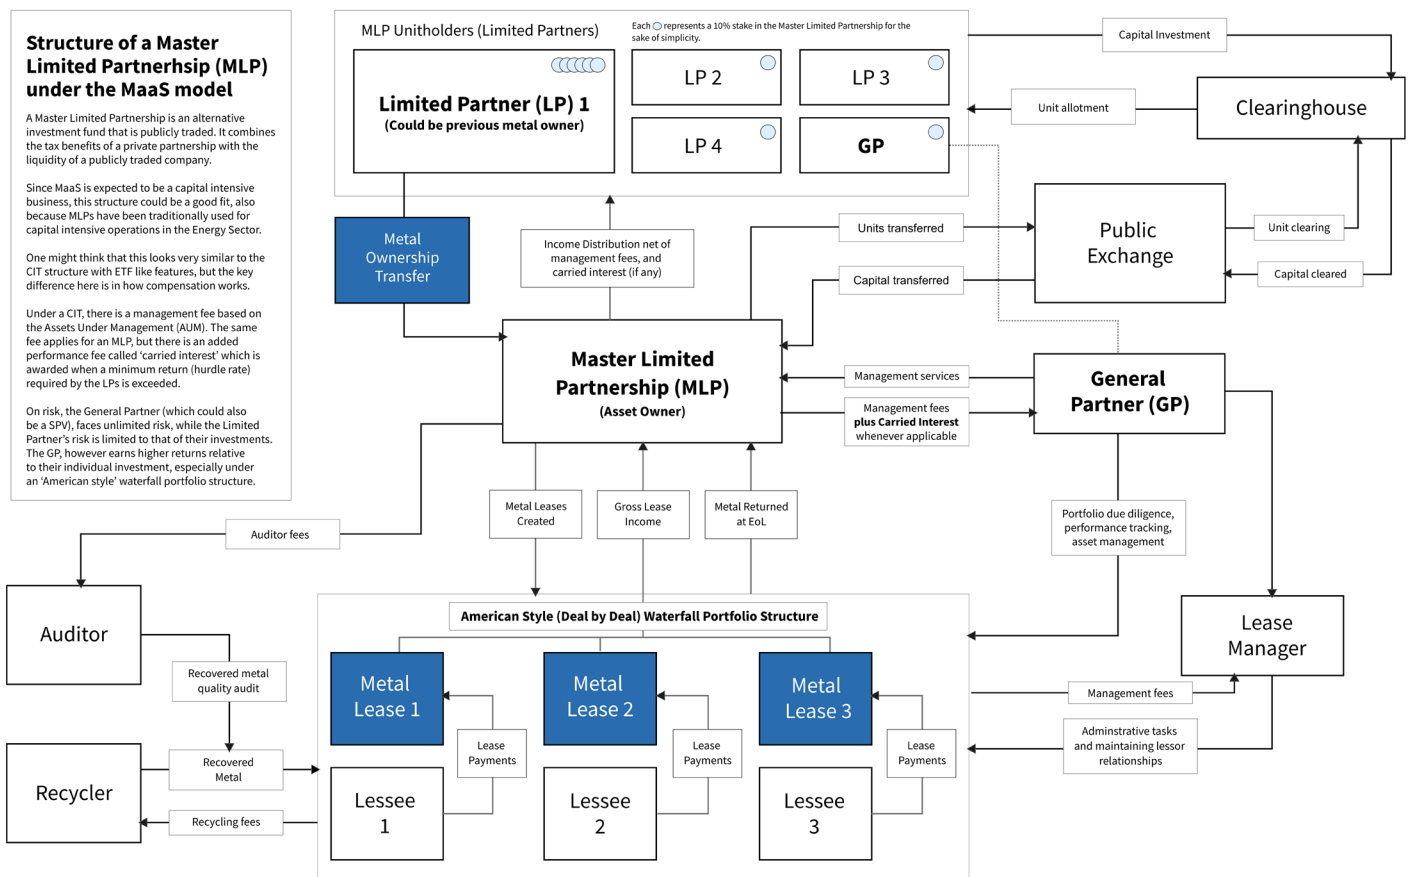 Structure of a Master
Limited Partnerhsip (MLP)
under the MaaS model
A Master Limited Partnership is an alternative
investment fund that is publicly traded. It combines
the tax benefits of a private partnership with the
liquidity of a publicly traded company.
Since MaaS is expected to be a capital intensive
business, this structure could be a good fit, also
because MLPs have been traditionally used for
capital intensive operations in the Energy Sector.
One might think that this looks very similar to the
CIT structure with ETF like features, but the key
difference here is in how compensation works.
Under a CIT, there is a management fee based on
the Assets Under Management (AUM). The same
fee applies for an MLP, but there is an added
performance fee called ‘carried interest’ which is
awarded when a minimum return (hurdle rate)
required by the LPs is exceeded.
On risk, the General Partner (which could also
be a SPV), faces unlimited risk, while the Limited
Partner’s risk is limited to that of their investments.
The GP, however earns higher returns relative
to their individual investment, especially under
an ‘American style’ waterfall portfolio structure.
MLP Unitholders (Limited Partners)
Each represents a 10% stake in the Master Limited Partnership for the
sake of simplicity.
Limited Partner (LP) 1
(Could be previous metal owner)
LP 2
LP 3
LP 4
GP
Capital Investment
Unit allotment
Clearinghouse
Metal
Ownership
Transfer
Income Distribution net of
management fees, and
carried interest (if any)
Units transferred
Capital transferred
Public
Exchange
Unit clearing
Capital cleared
Master Limited
Partnership (MLP)
(Asset Owner)
Management services
Management fees
plus Carried Interest
whenever applicable
General
Partner (GP)
Metal Leases
Created
Gross Lease
Income
Metal Returned
at EoL
Portfolio due diligence,
performance tracking,
asset management
Auditor fees
Auditor
Recovered metal
quality audit
Recovered
Metal
Recycler
Recycling fees
American Style (Deal by Deal) Waterfall Portfolio Structure
Metal
Lease 1
Metal
Lease 2
Metal
Lease 3
Lease
Payments
Lease
Payments
Lease
Payments
Lessee
1
Lessee
2
Lessee
3
Lease
Manager
Management fees
Adminstrative tasks
and maintaining lessor
relationships